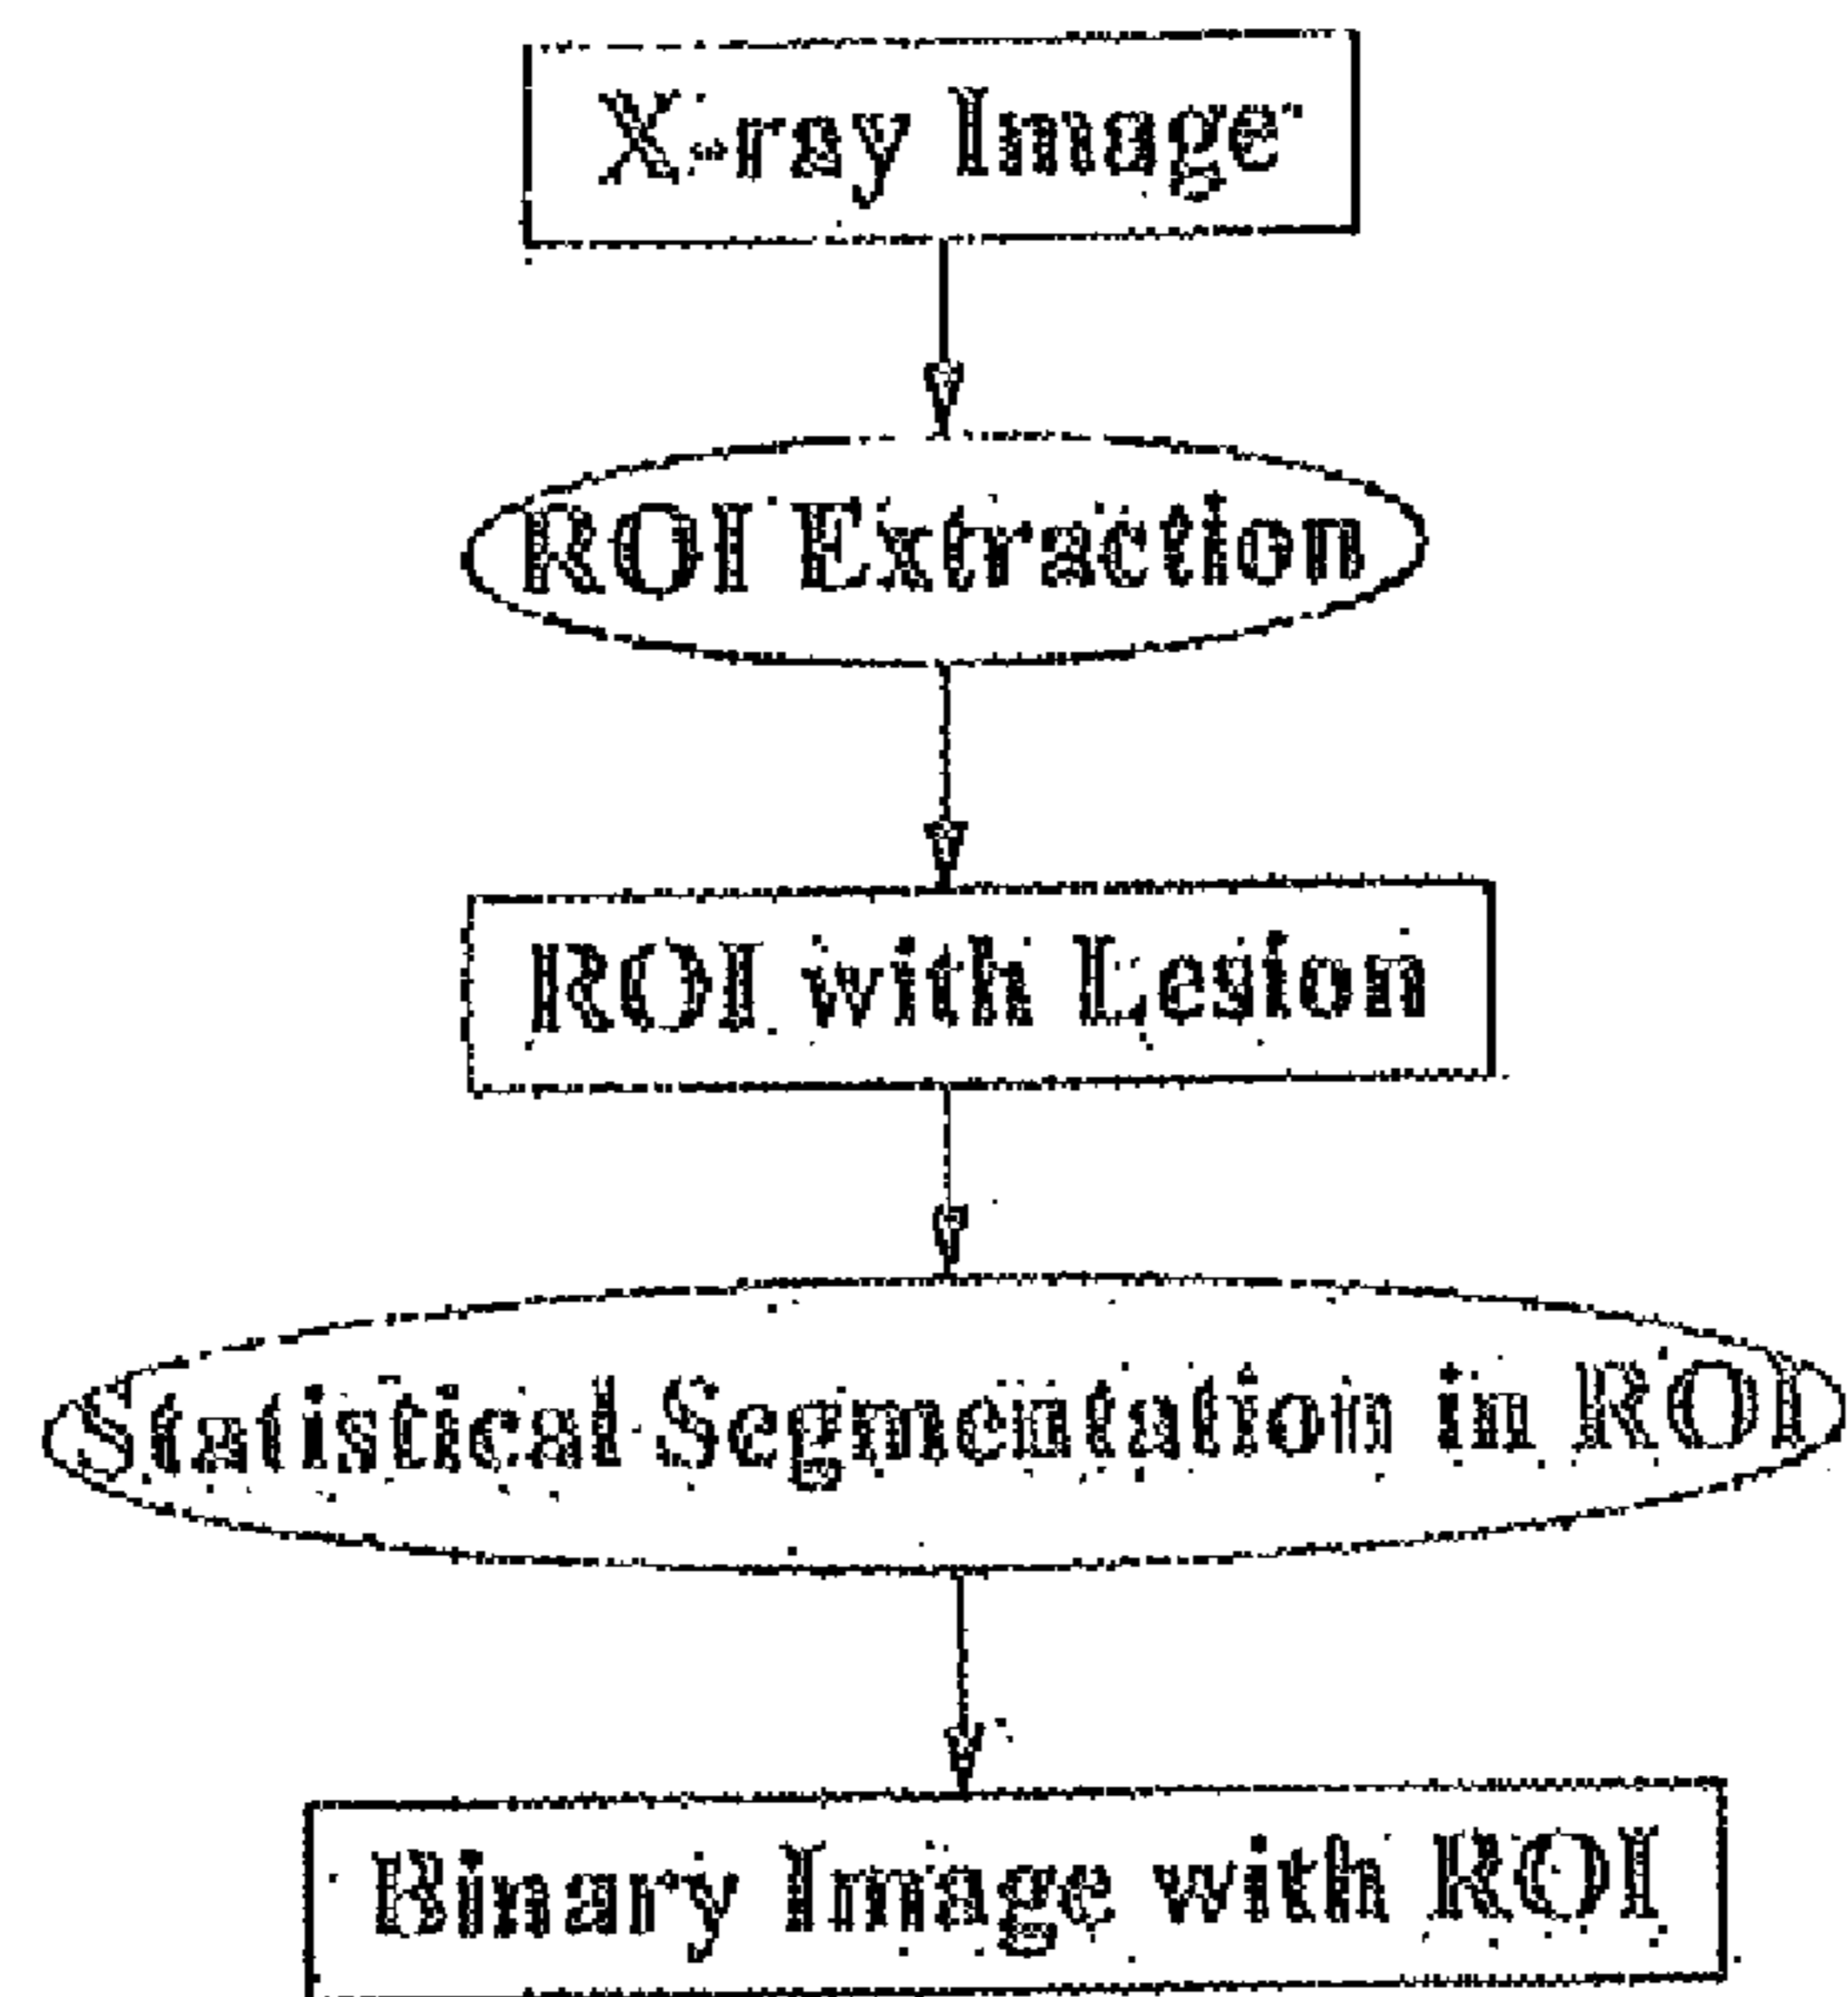 X-ray Image
ROI Extraction
ROI with Lesion
Statistical Segmentation in ROI
Binary Image with ROI